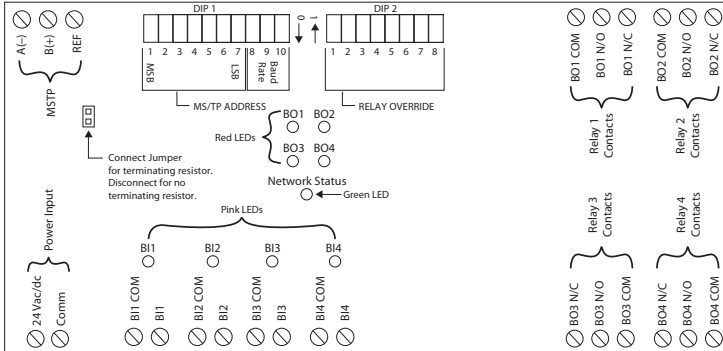 DIP 1
DIP 2
0
1
A(–)
B(+)
REF
MSTP
1 2 3 4 5 6 7 8 9 10
MSB
LSB
Baud
Rate
1 2 3 4 5 6 7 8
MS/TP ADDRESS
RELAY OVERRIDE
BO1 COM
BO1 N/O
BO1 N/C
BO2 COM
BO2 N/O
BO2 N/C
Relay 1
Contacts
Relay 2
Contacts
BO1 BO2
Red LEDs
BO3 BO4
Connect Jumper
for terminating resistor.
Disconnect for no
terminating resistor.
Network Status
Green LED
Pink LEDs
Power Input
24 Vac/dc
Comm
BI1
BI2
BI3
BI4
BI1 COM
BI1
BI2 COM
BI2
BI3 COM
BI3
BI4 COM
BI4
Relay 3
Contacts
Relay 4
Contacts
BO3 N/C
BO3 N/O
BO3 COM
BO4 N/C
BO4 N/O
BO4 COM